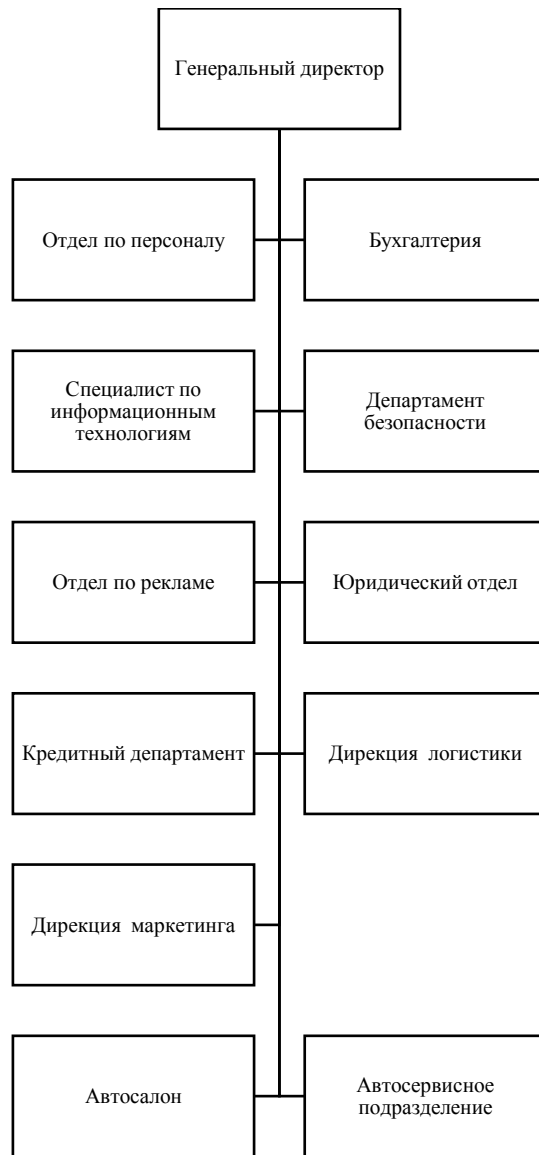 Генеральный директор
Отдел по персоналу
Бухгалтерия
Специалист по
информационным
технологиям
Департамент
безопасности
Отдел по рекламе
Юридический отдел
Кредитный департамент
Дирекция  логистики
Дирекция  маркетинга
Автосалон
Автосервисное
подразделение